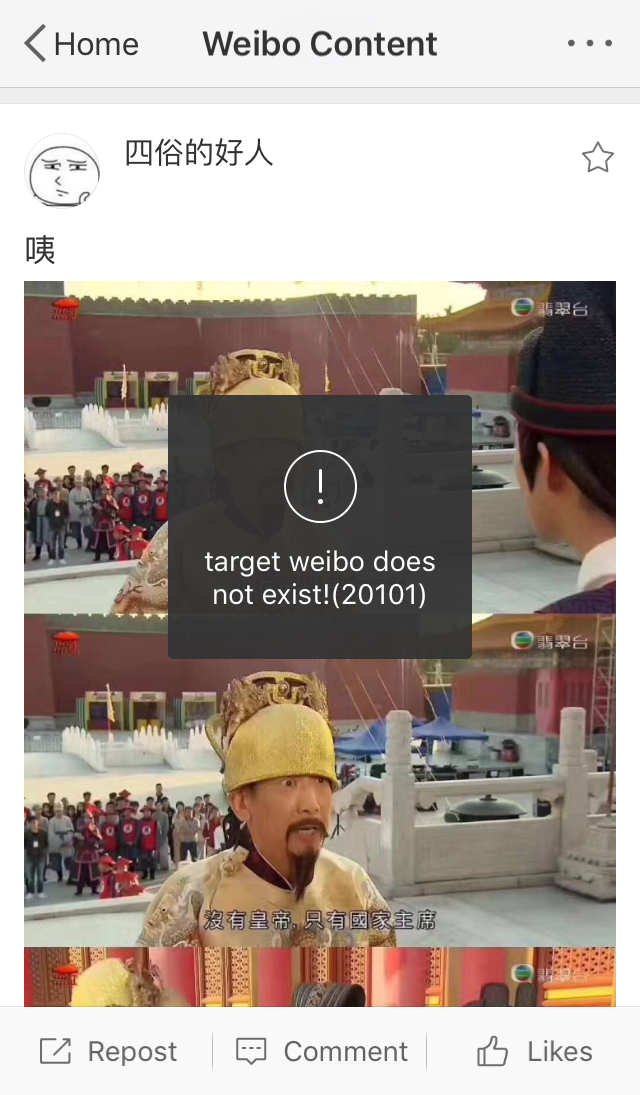 Home
Weibo Content
四俗的好人
咦
翡翠台
target weibo does
not exist!(20101)
翡翠台
沒有皇帝,只有國家主席
翡翠台
Repost
Comment
Likes